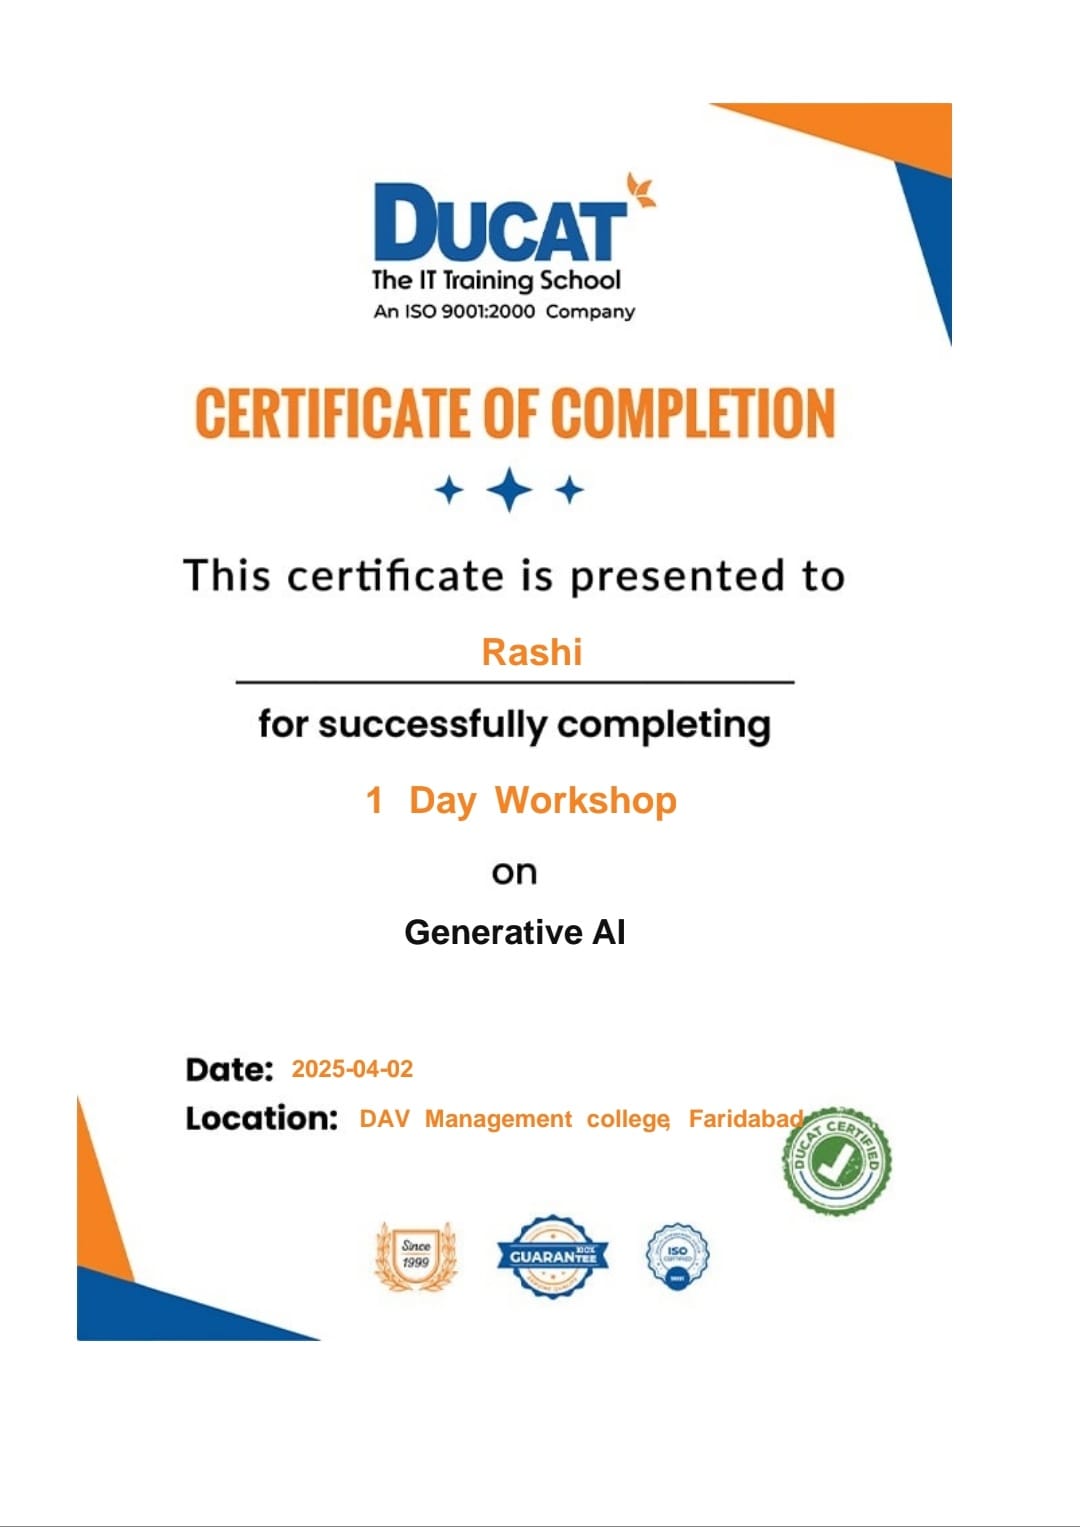 DUCAT
The IT Training School
An ISO 9001:2000 Company
CERTIFICATE OF COMPLETION
This certificate is presented to
Rashi
for successfully completing
1 Day Workshop
on
Generative AI
Date: 2025-04-02
Location: DAV Management college, Faridabad
DUCAT CERTIFIED
Since
1999
100%
GUARANTEE
ISO
CERTIFIED
9001